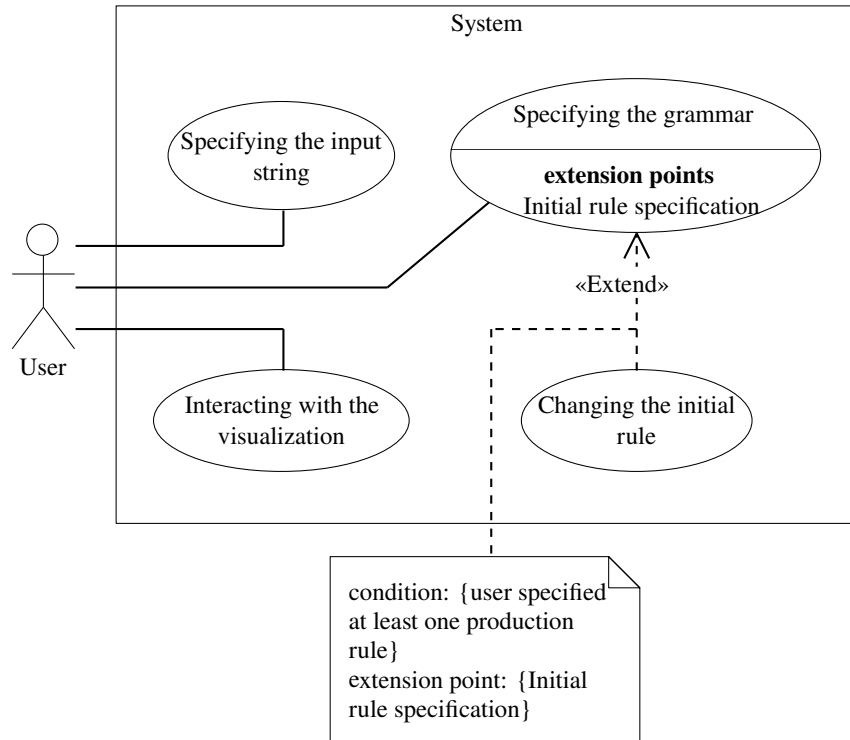 System
Specifying the input
string
Specifying the grammar
extension points
Initial rule specification
«Extend»
User
Interacting with the
visualization
Changing the initial
rule
condition: {user specified
at least one production
rule}
extension point: {Initial
rule specification}